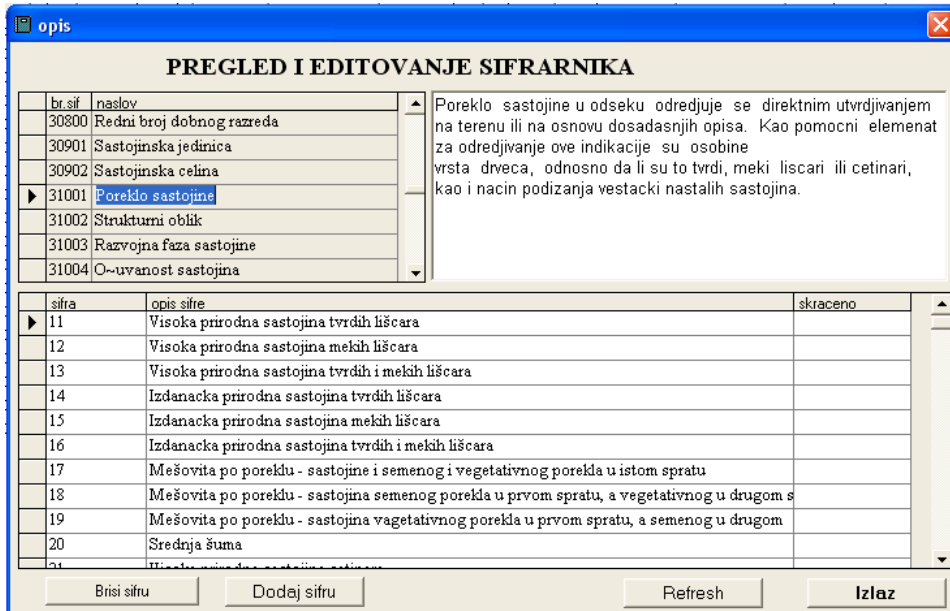 opis
PREGLED I EDITOVANJE SIFRARNIKA
br.sif naslov
30800 Redni broj dobnog razreda
30901 Sastojinska jedinica
30902 Sastojinska celina
31001 Poreklo sastojine
31002 Strukturni oblik
31003 Razvojna faza sastojine
31004 O~uvanost sastojina
Poreklo sastojine u odseku odredjuje se direktnim utvrdjivanjem
na terenu ili na osnovu dosadasnjih opisa. Kao pomocni elemenat
za odredjivanje ove indikacije su osobine
vrsta drveca, odnosno da li su to tvrdi, meki liscari ili cetinari,
kao i nacin podizanja vestacki nastalih sastojina.
sifra opis sifre skraceno
11 Visoka prirodna sastojina tvrdih lišcara
12 Visoka prirodna sastojina mekih lišcara
13 Visoka prirodna sastojina tvrdih i mekih lišcara
14 Izdanacka prirodna sastojina tvrdih lišcara
15 Izdanacka prirodna sastojina mekih lišcara
16 Izdanacka prirodna sastojina tvrdih i mekih lišcara
17 Mešovita po poreklu - sastojine i semenog i vegetativnog porekla u istom spratu
18 Mešovita po poreklu - sastojina semenog porekla u prvom spratu, a vegetativnog u drugom s
19 Mešovita po poreklu - sastojina vagetativnog porekla u prvom spratu, a semenog u drugom
20 Srednja šuma
Brisi sifru Dodaj sifru Refresh Izlaz